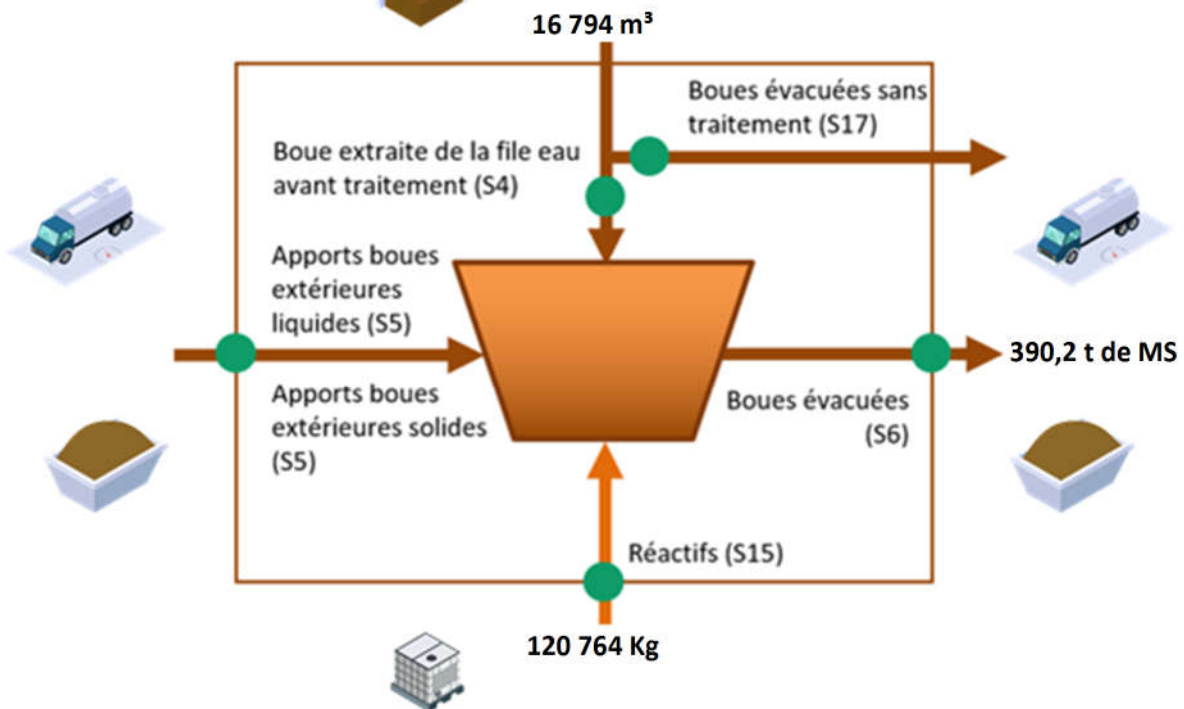 16 794 m³
Boues évacuées sans
traitement (S17)
Boue extraite de la file eau
avant traitement (S4)
Apports boues
extérieures
liquides (S5)
390,2 t de MS
Apports boues
extérieures solides
(S5)
Boues évacuées
(S6)
Réactifs (S15)
120 764 Kg